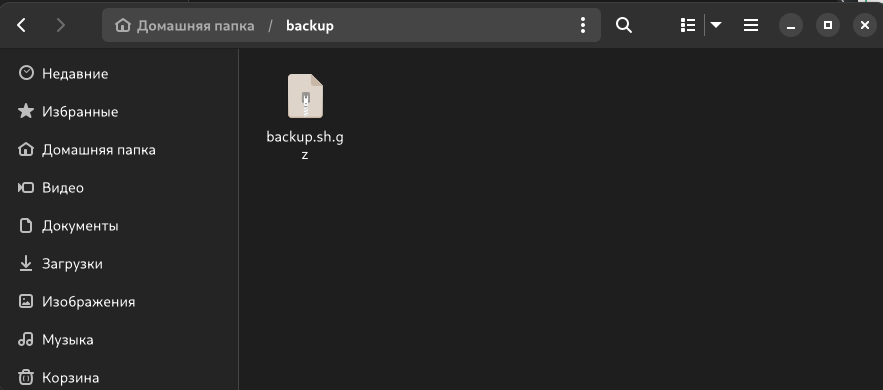 Домашняя папка / backup
Недавние
Избранные
Домашняя папка
Видео
Документы
Загрузки
Изображения
Музыка
Корзина
backup.sh.g
z